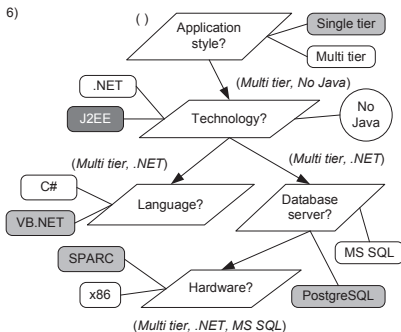 6)
( )
Application
style?
Single tier
Multi tier
(Multi tier, No Java)
.NET
J2EE
Technology?
No
Java
(Multi tier, .NET)
(Multi tier, .NET)
C#
VB.NET
Language?
Database
server?
MS SQL
PostgreSQL
SPARC
x86
Hardware?
(Multi tier, .NET, MS SQL)